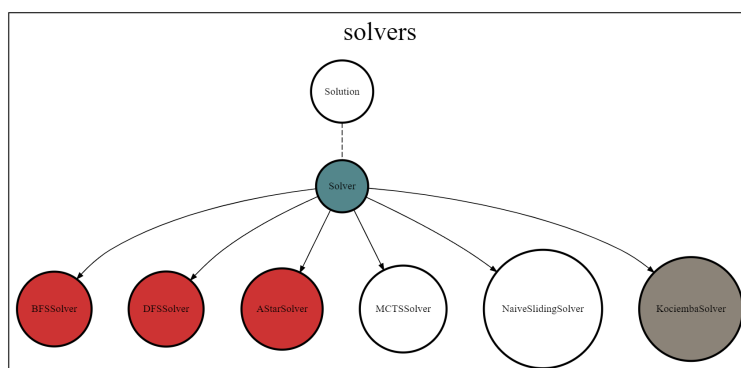 solvers
Solution
Solver
BFSSolver
DFSSolver
AStarSolver
MCTSSolver
NaiveSlidingSolver
KociembaSolver